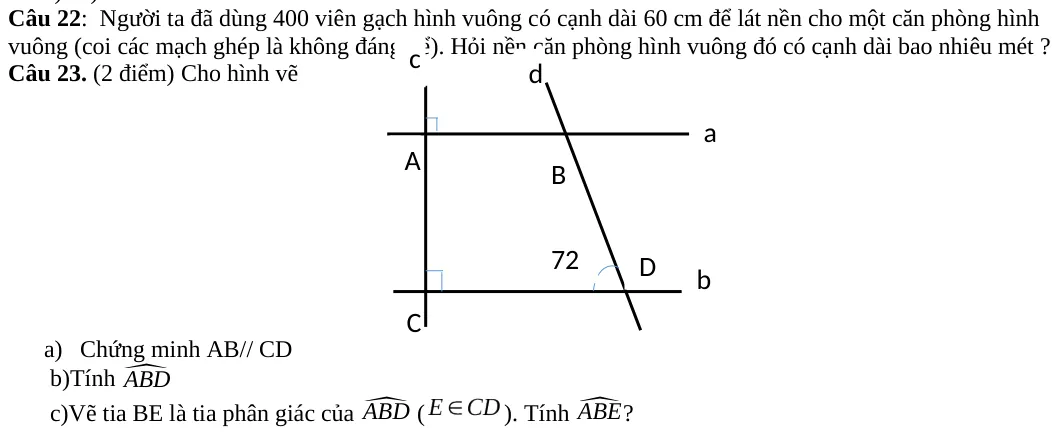 Câu 22: Người ta đã dùng 400 viên gạch hình vuông có cạnh dài 60 cm để lát nền cho một căn phòng hình
vuông (coi các mạch ghép là không đáng). Hỏi nền căn phòng hình vuông đó có cạnh dài bao nhiêu mét ?
Câu 23. (2 điểm) Cho hình vẽ
c d
a
A B
72 D b
C
a) Chứng minh AB// CD
b)Tính \widehat{ABD}
c)Vẽ tia BE là tia phân giác của \widehat{ABD} (E∈CD). Tính \widehat{ABE}?